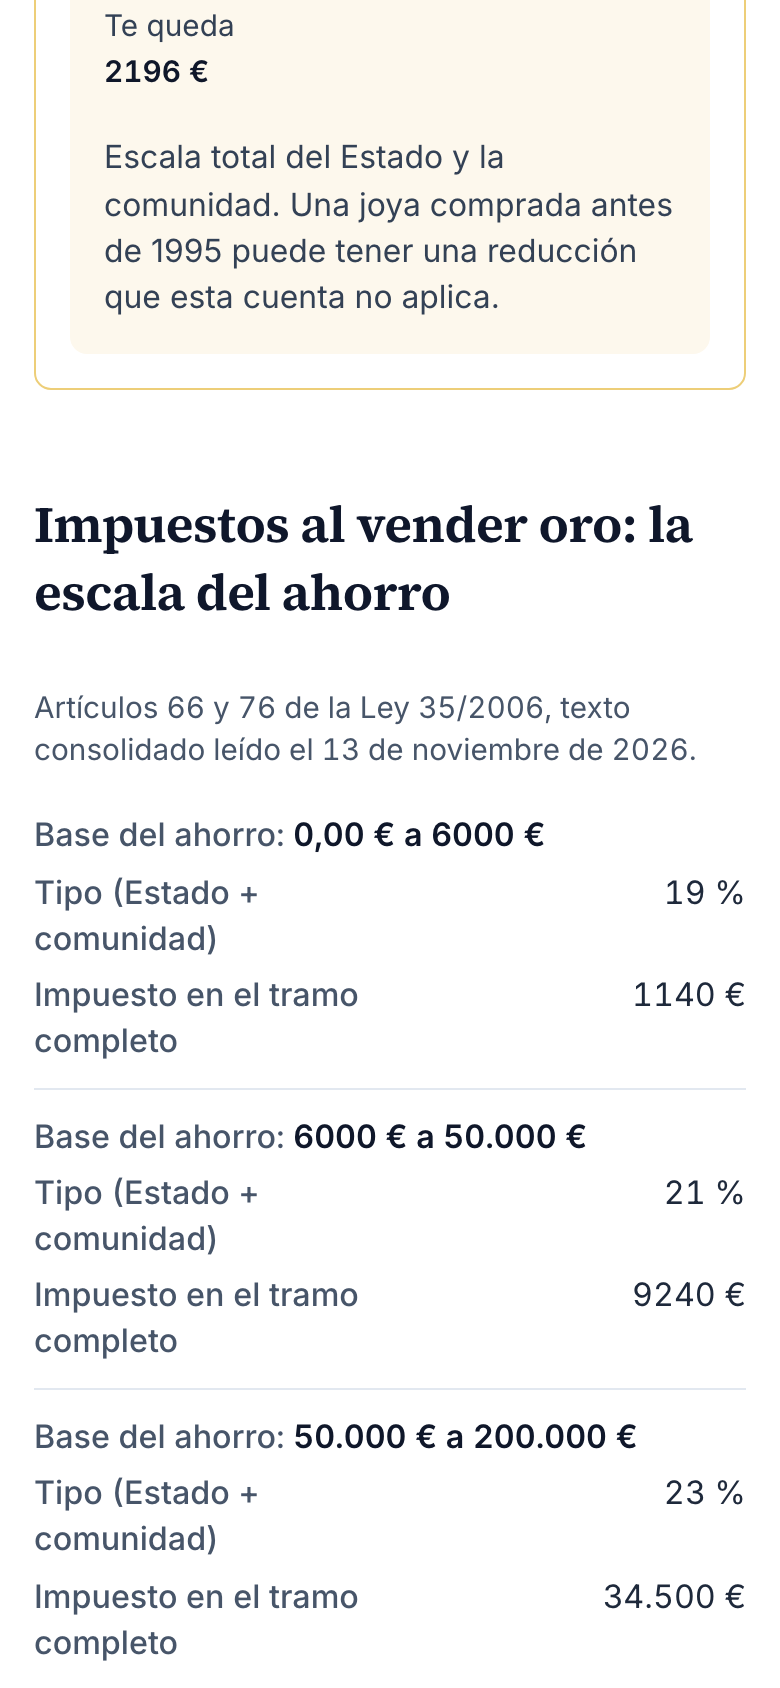 Te queda
2196 €
Escala total del Estado y la
comunidad. Una joya comprada antes
de 1995 puede tener una reducción
que esta cuenta no aplica.
Impuestos al vender oro: la
escala del ahorro
Artículos 66 y 76 de la Ley 35/2006, texto
consolidado leído el 13 de noviembre de 2026.
Base del ahorro: 0,00 € a 6000 €
Tipo (Estado + 19 %
comunidad)
Impuesto en el tramo 1140 €
completo
Base del ahorro: 6000 € a 50.000 €
Tipo (Estado + 21 %
comunidad)
Impuesto en el tramo 9240 €
completo
Base del ahorro: 50.000 € a 200.000 €
Tipo (Estado + 23 %
comunidad)
Impuesto en el tramo 34.500 €
completo